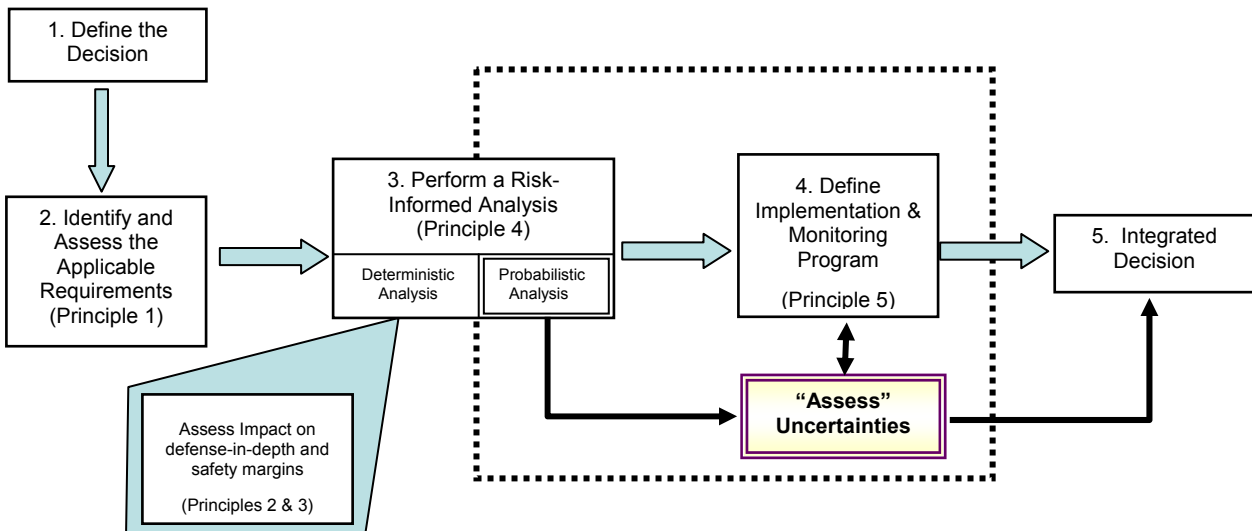 1. Define the
Decision
2. Identify and
Assess the
Applicable
Requirements
(Principle 1)
3. Perform a Risk-
Informed Analysis
(Principle 4)
Deterministic
Analysis
Probabilistic
Analysis
Assess Impact on
defense-in-depth and
safety margins
(Principles 2 & 3)
4. Define
Implementation &
Monitoring
Program
(Principle 5)
“Assess”
Uncertainties
5. Integrated
Decision